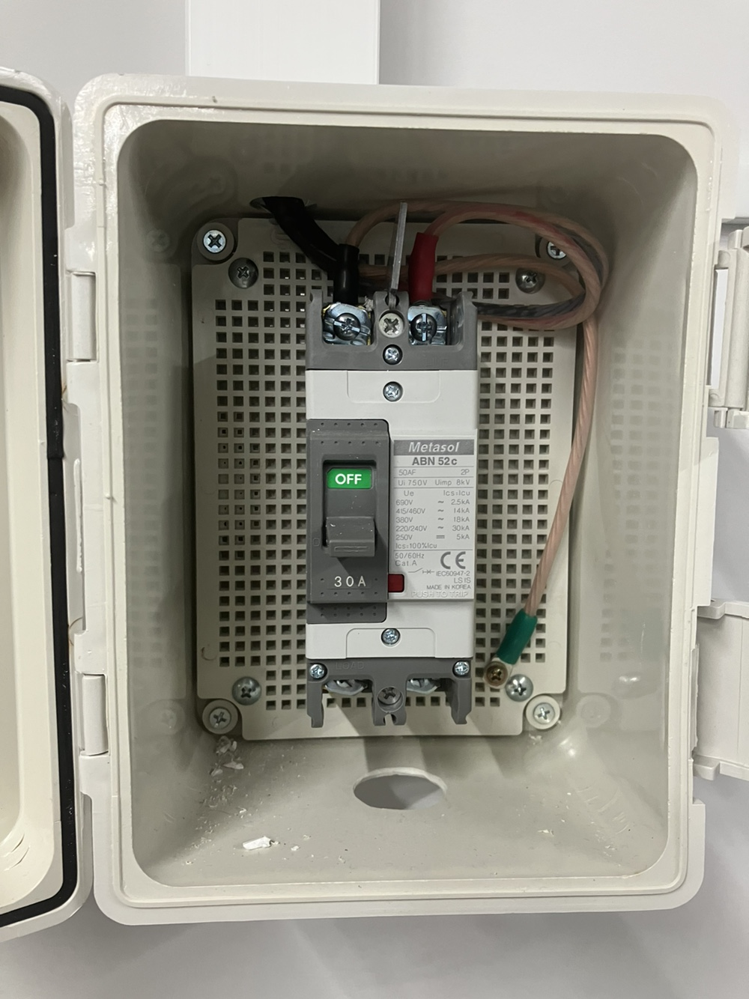 OFF
30A
Metasol
ABN 52c
50AF 2P
Ui 750V Uimp 8kV
Ue Ics=Icu
690V ~ 2.5kA
415/460V ~ 14kA
380V ~ 18kA
220/240V ~ 30kA
250V ⎓ 5kA
Ics=100%Icu
50/60Hz
Cat.A
CE
IEC60947-2
LSIS
MADE IN KOREA
PUSH TO TRIP
LOAD